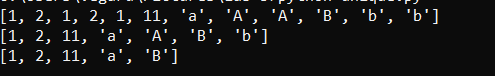 [1, 2, 1, 2, 1, 11, 'a', 'A', 'A', 'B', 'b', 'b']
[1, 2, 11, 'a', 'A', 'B', 'b']
[1, 2, 11, 'a', 'B']